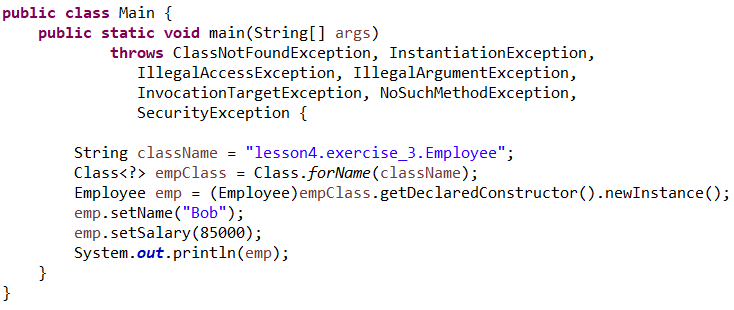 public class Main {
    public static void main(String[] args)
            throws ClassNotFoundException, InstantiationException,
               IllegalAccessException, IllegalArgumentException,
               InvocationTargetException, NoSuchMethodException,
               SecurityException {
        String className = "lesson4.exercise_3.Employee";
        Class<?> empClass = Class.forName(className);
        Employee emp = (Employee)empClass.getDeclaredConstructor().newInstance();
        emp.setName("Bob");
        emp.setSalary(85000);
        System.out.println(emp);
    }
}